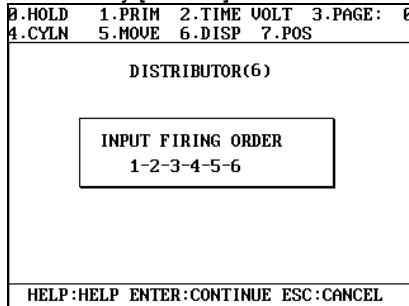 0.HOLD 1.PRIM 2.TIME VOLT 3.PAGE: 0
4.CYLN 5.MOVE 6.DISP 7.POS
DISTRIBUTOR(6)
INPUT FIRING ORDER
1-2-3-4-5-6
HELP:HELP ENTER:CONTINUE ESC:CANCEL